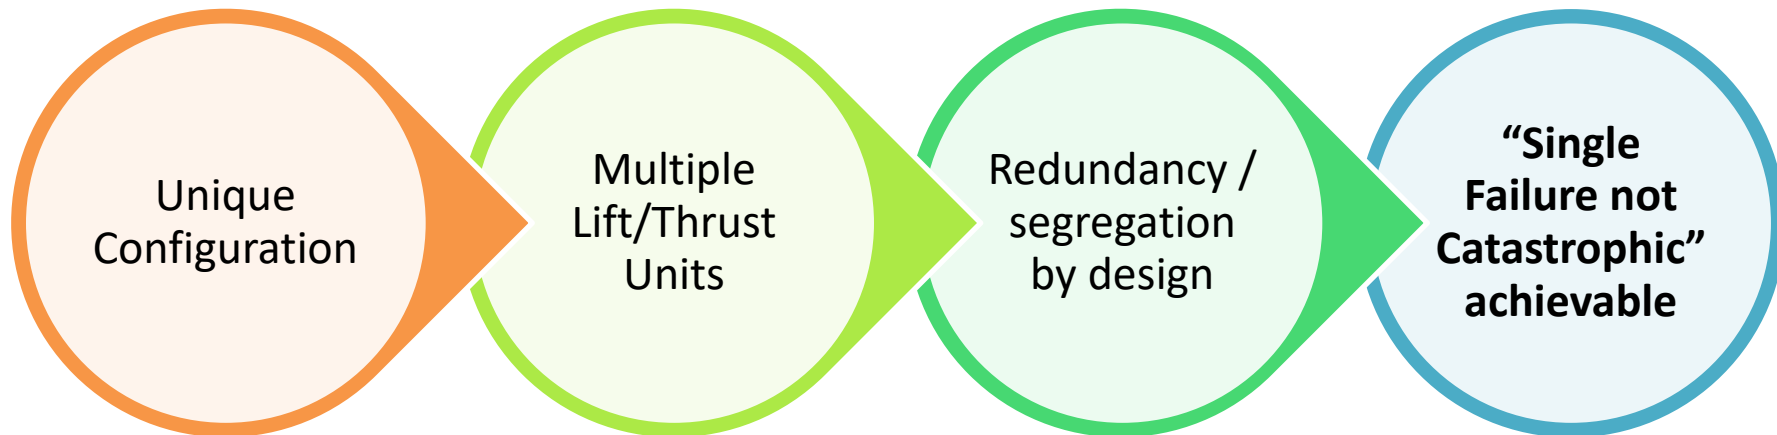 Unique
Configuration
Multiple
Lift/Thrust
Units
Redundancy /
segregation
by design
“Single
Failure not
Catastrophic”
achievable